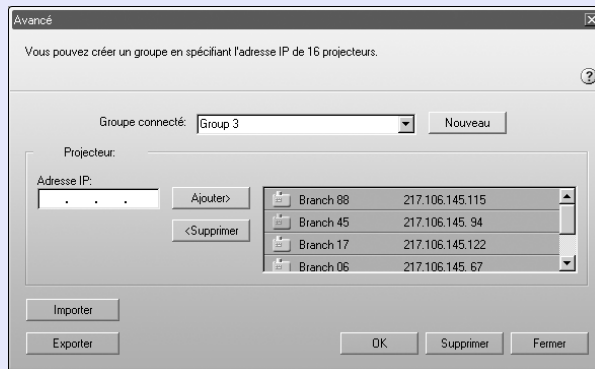 Avancé
Vous pouvez créer un groupe en spécifiant l'adresse IP de 16 projecteurs.
?
Groupe connecté: Group 3 Nouveau
Projecteur:
Adresse IP:
. . .
Ajouter>
<Supprimer
Branch 88 217.106.145.115
Branch 45 217.106.145. 94
Branch 17 217.106.145.122
Branch 06 217.106.145. 67
Importer
Exporter OK Supprimer Fermer